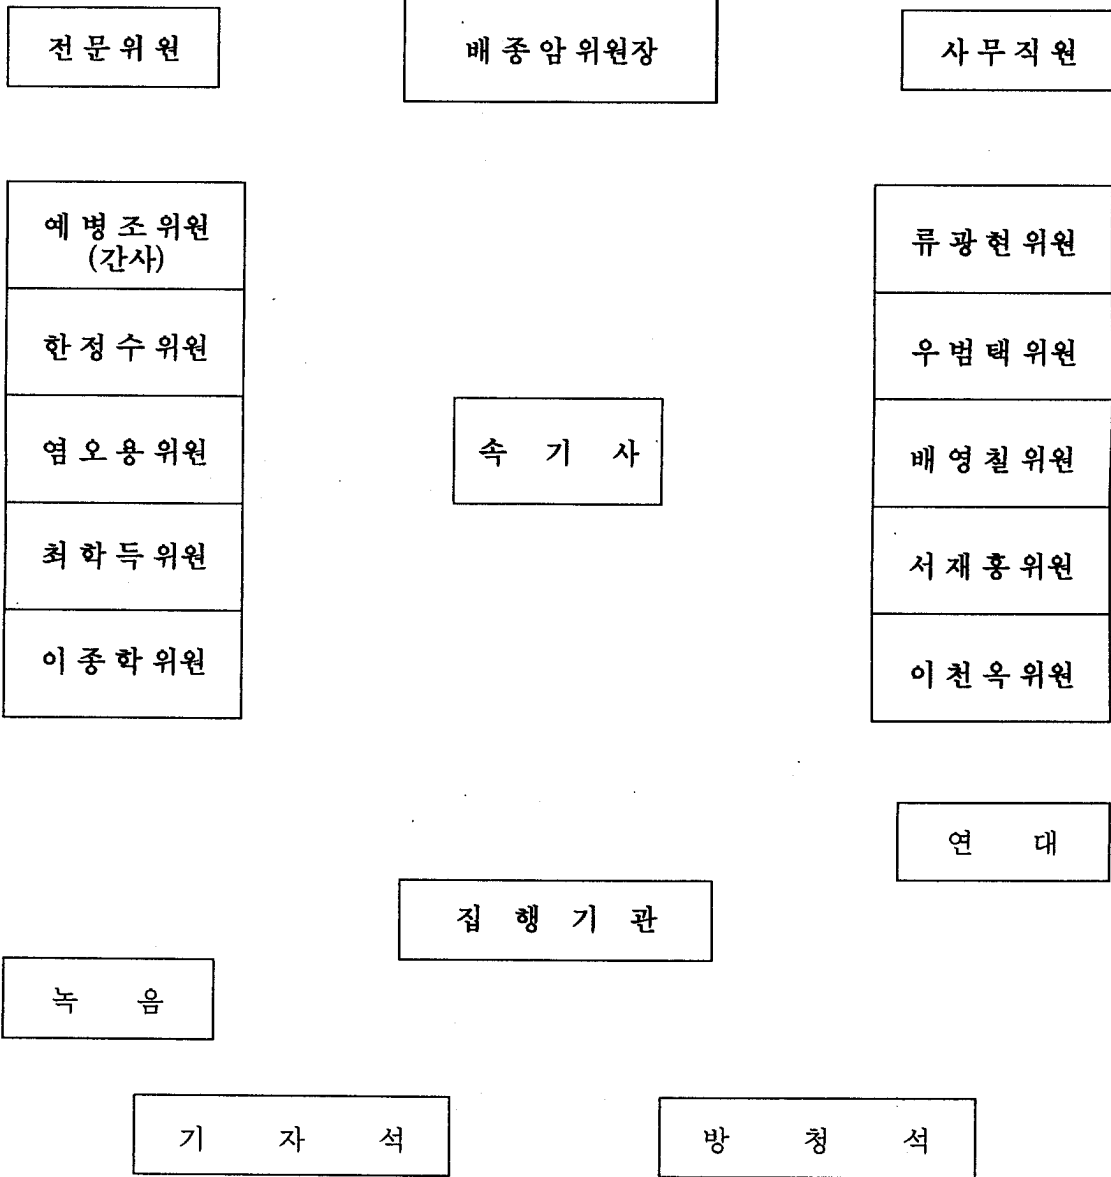 전 문 위 원
배 종 암 위원장
사 무 직 원
예 병 조 위원
(간사)
한 정 수 위원
염 오 용 위원
최 학 득 위원
이 종 학 위원
속 기 사
류 광 현 위원
우 범 택 위원
배 영 칠 위원
서 재 홍 위원
이 천 옥 위원
연 대
집 행 기 관
녹 음
기 자 석
방 청 석